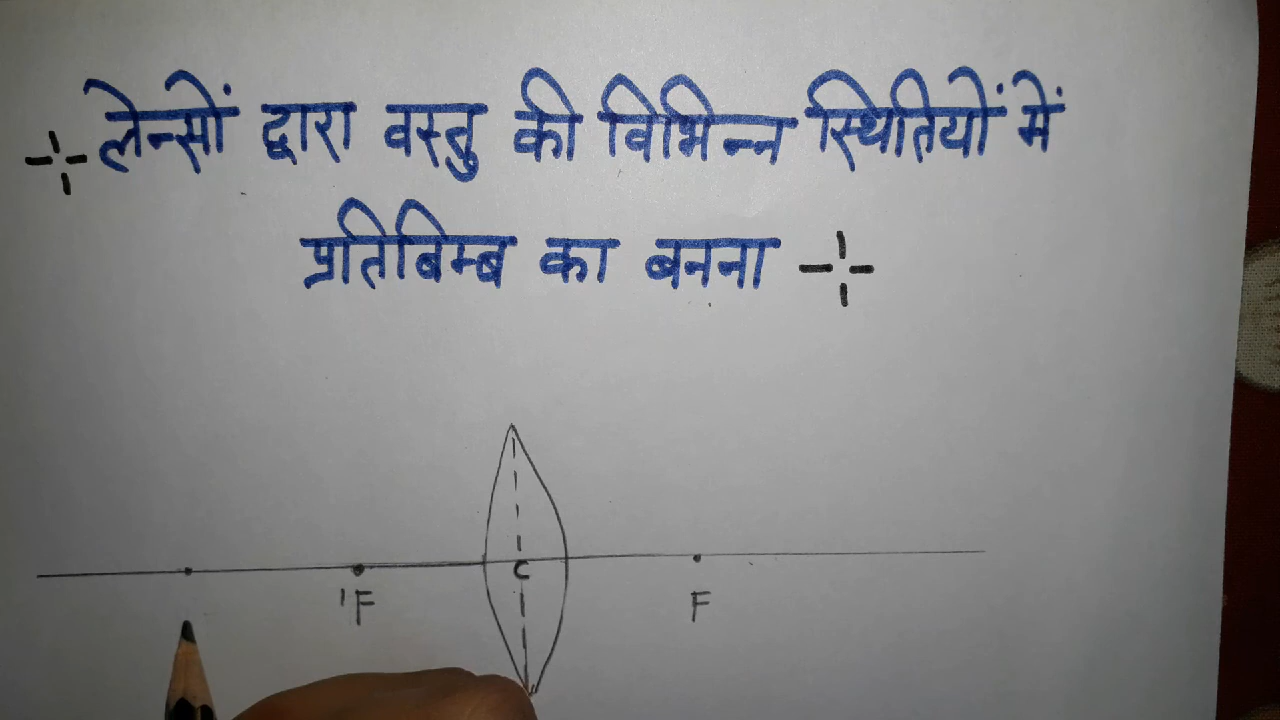 लेन्सों द्वारा वस्तु की विभिन्न स्थितियों में
प्रतिबिम्ब का बनना
C
'F
F